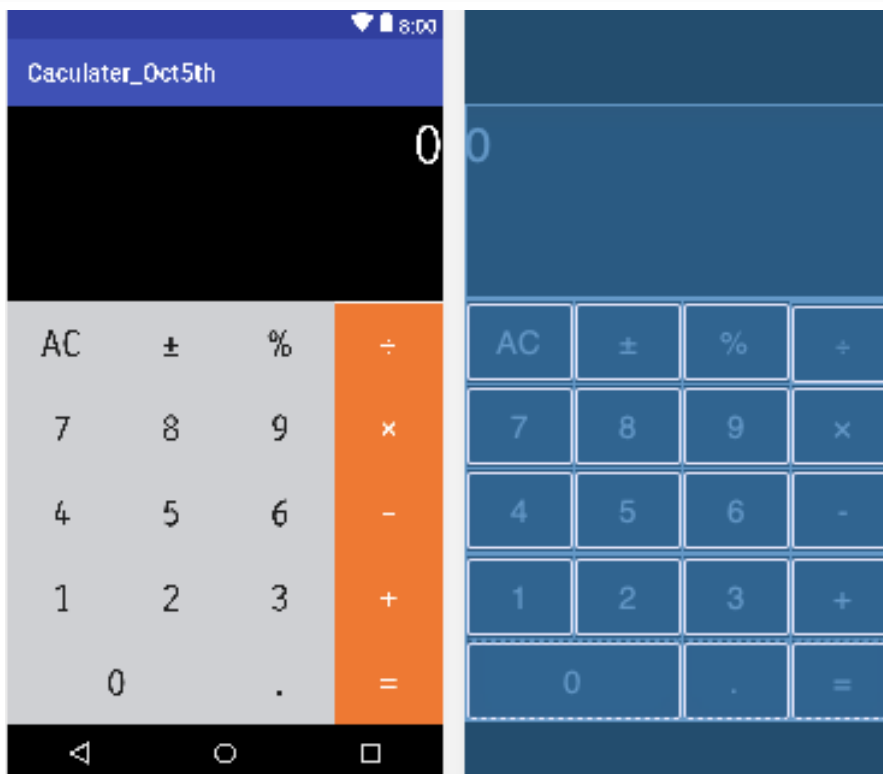 8:00
Caculater_Oct5th
0
AC ± % ÷
7 8 9 ×
4 5 6 -
1 2 3 +
0 . =
0
AC ± % ÷
7 8 9 ×
4 5 6 -
1 2 3 +
0 . =